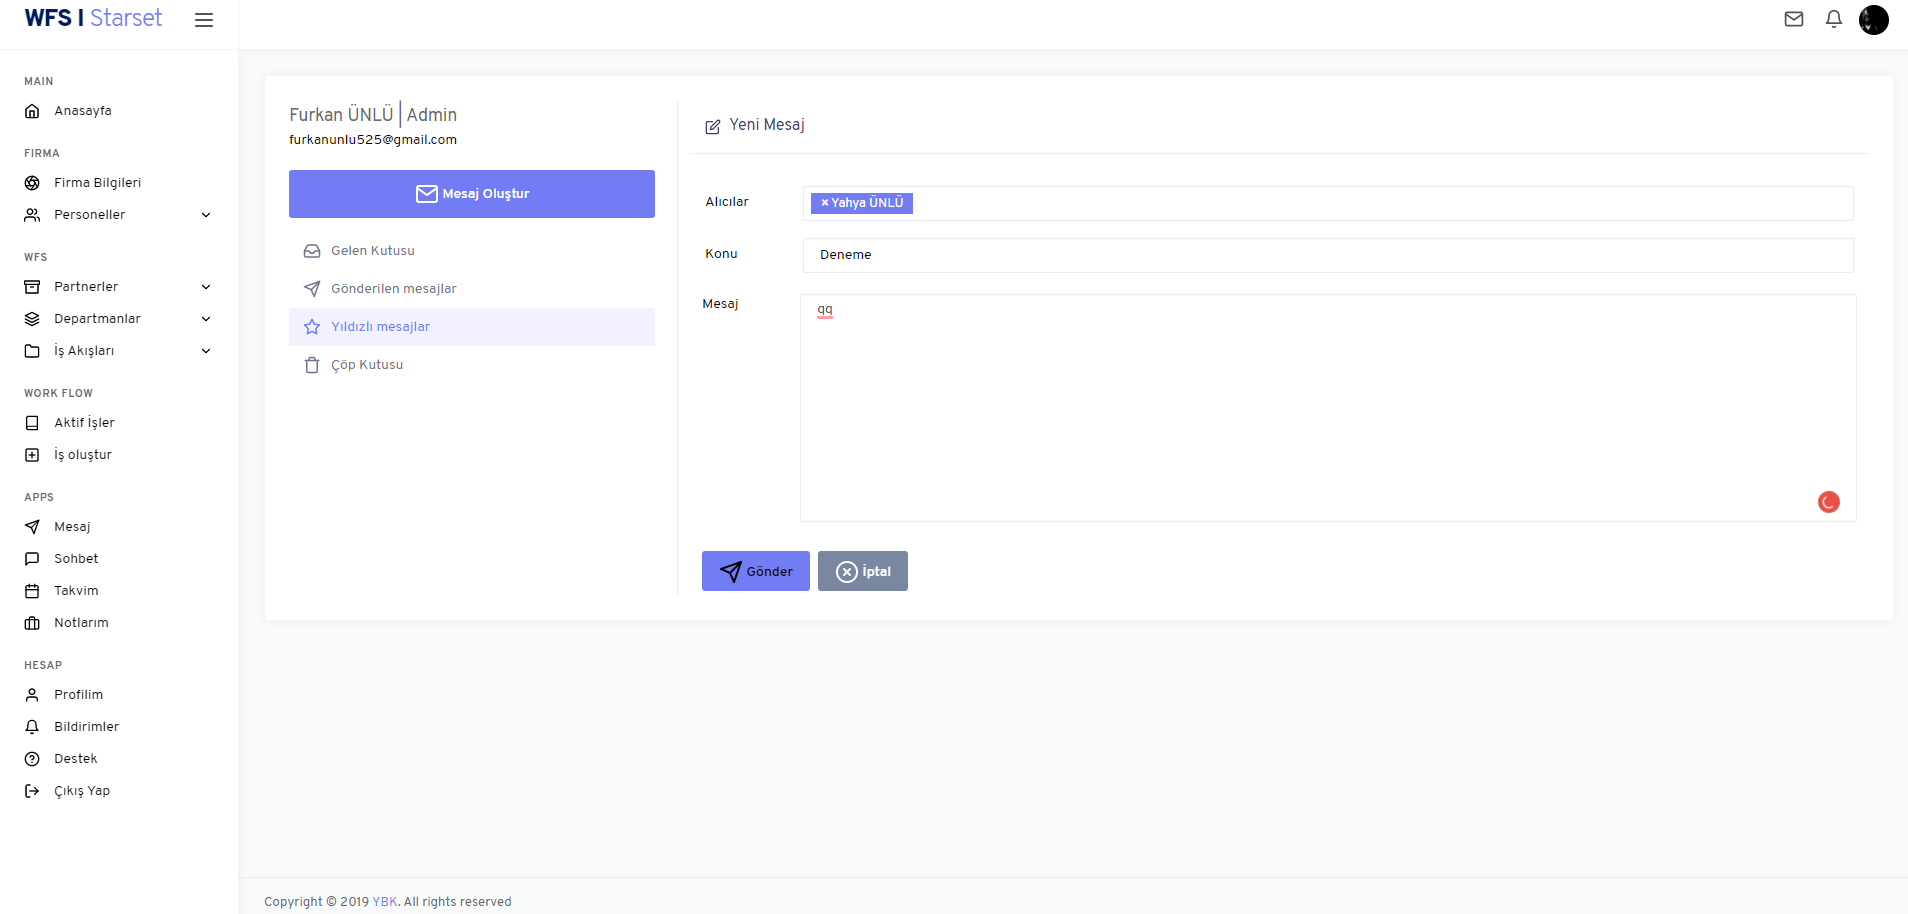 WFS I Starset
MAIN
Anasayfa
FIRMA
Firma Bilgileri
Personeller
WFS
Partnerler
Departmanlar
İş Akışları
WORK FLOW
Aktif İşler
İş oluştur
APPS
Mesaj
Sohbet
Takvim
Notlarım
HESAP
Profilim
Bildirimler
Destek
Çıkış Yap
Furkan ÜNLÜ | Admin
furkanunlu525@gmail.com
Mesaj Oluştur
Gelen Kutusu
Gönderilen mesajlar
Yıldızlı mesajlar
Çöp Kutusu
Yeni Mesaj
Alıcılar
× Yahya ÜNLÜ
Konu
Deneme
Mesaj
qq
Gönder
İptal
Copyright © 2019 YBK. All rights reserved